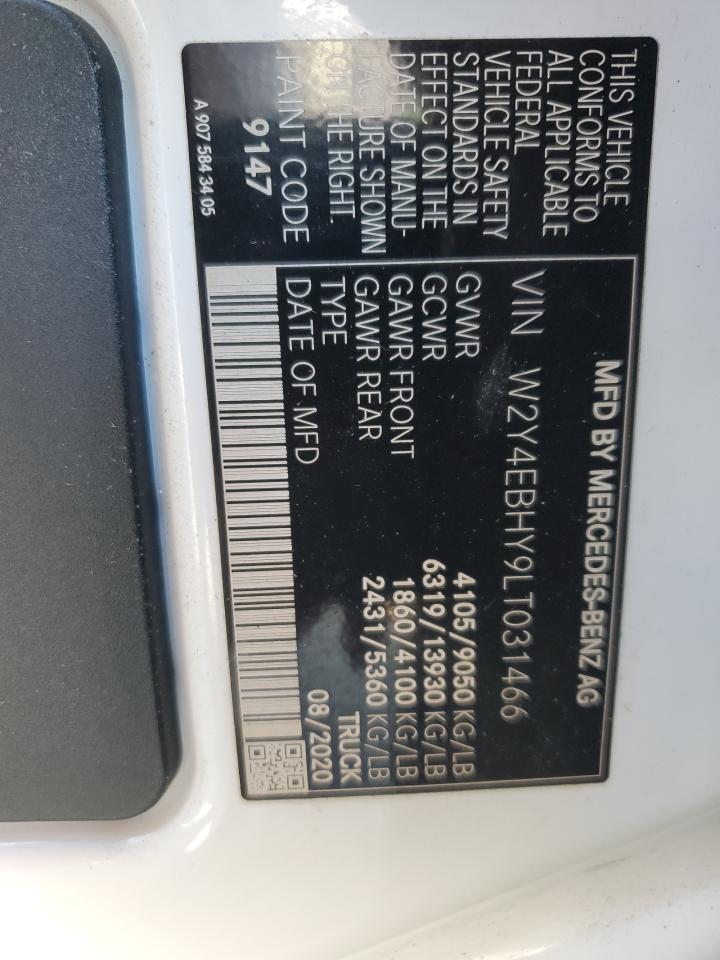 THIS VEHICLE
CONFORMS TO
ALL APPLICABLE
FEDERAL
VEHICLE SAFETY
STANDARDS IN
EFFECT ON THE
DATE OF MANU-
FACTURE SHOWN
ON THE RIGHT.
PAINT CODE
9147
A 907 584 34 05
MFD BY MERCEDES-BENZ AG
VIN W2Y4EBHY9LT031466
GVWR 4105/9050 KG/LB
GCWR 6319/13930 KG/LB
GAWR FRONT 1860/4100 KG/LB
GAWR REAR 2431/5360 KG/LB
TYPE TRUCK
DATE OF MFD 08/2020